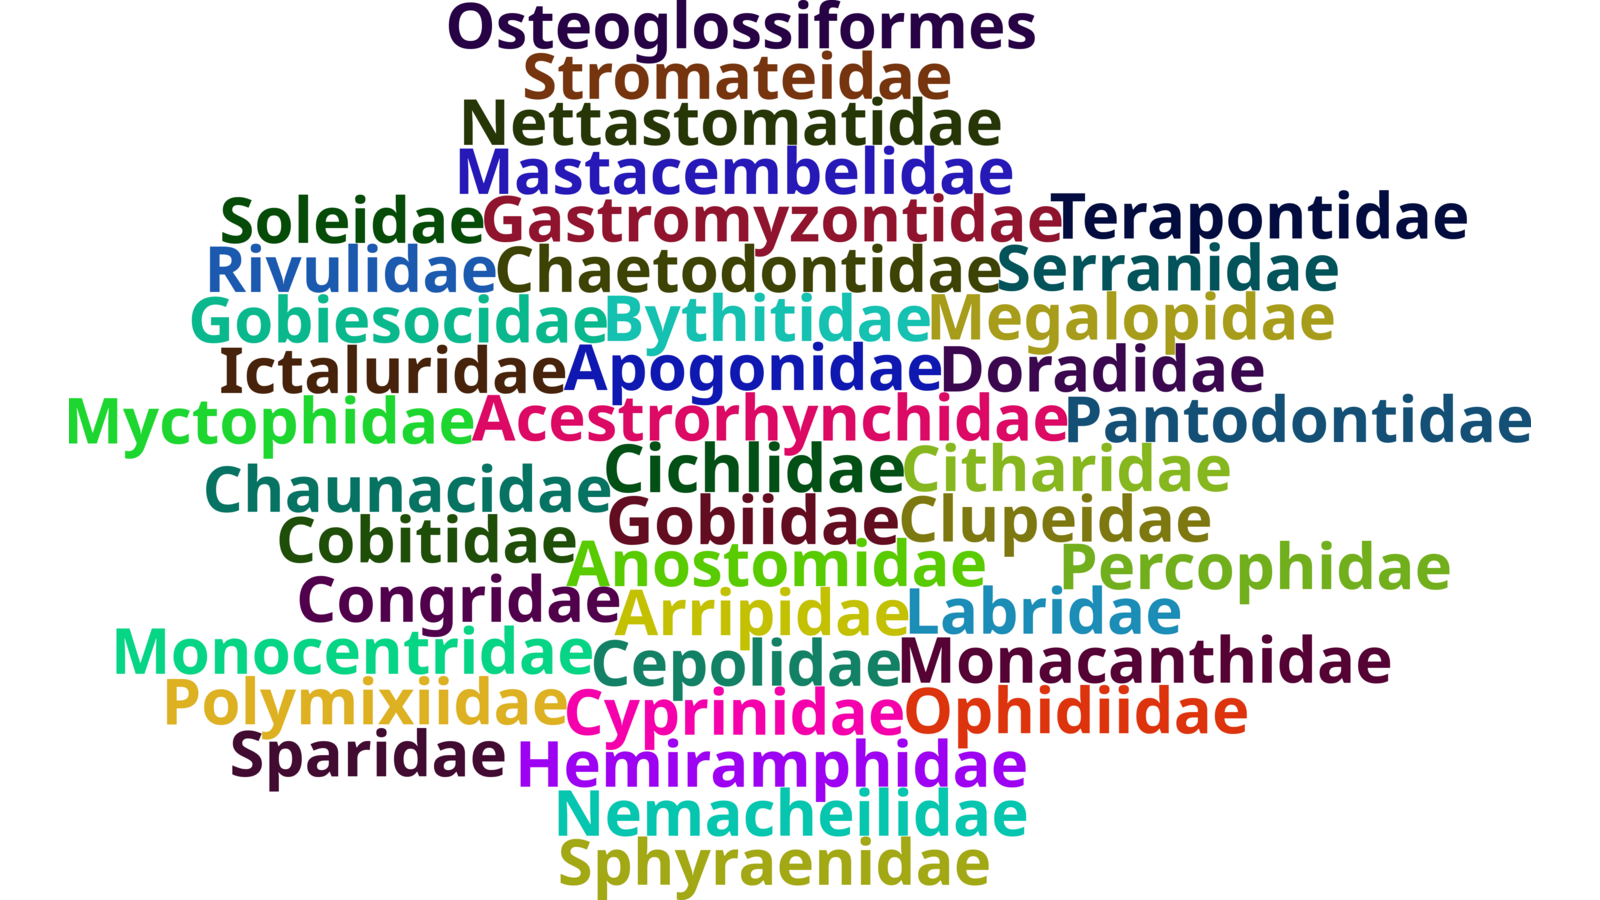 Osteoglossiformes
Stromateidae
Nettastomatidae
Mastacembelidae
Soleidae Gastromyzontidae Terapontidae
Rivulidae Chaetodontidae Serranidae
Gobiesocidae Bythitidae Megalopidae
Ictaluridae Apogonidae Doradidae
Myctophidae Acestrorhynchidae Pantodontidae
Cichlidae Citharidae
Chaunacidae
Gobiidae Clupeidae
Cobitidae
Anostomidae Percophidae
Congridae Arripidae Labridae
Monocentridae Cepolidae Monacanthidae
Polymixiidae Cyprinidae Ophidiidae
Sparidae Hemiramphidae
Nemacheilidae
Sphyraenidae